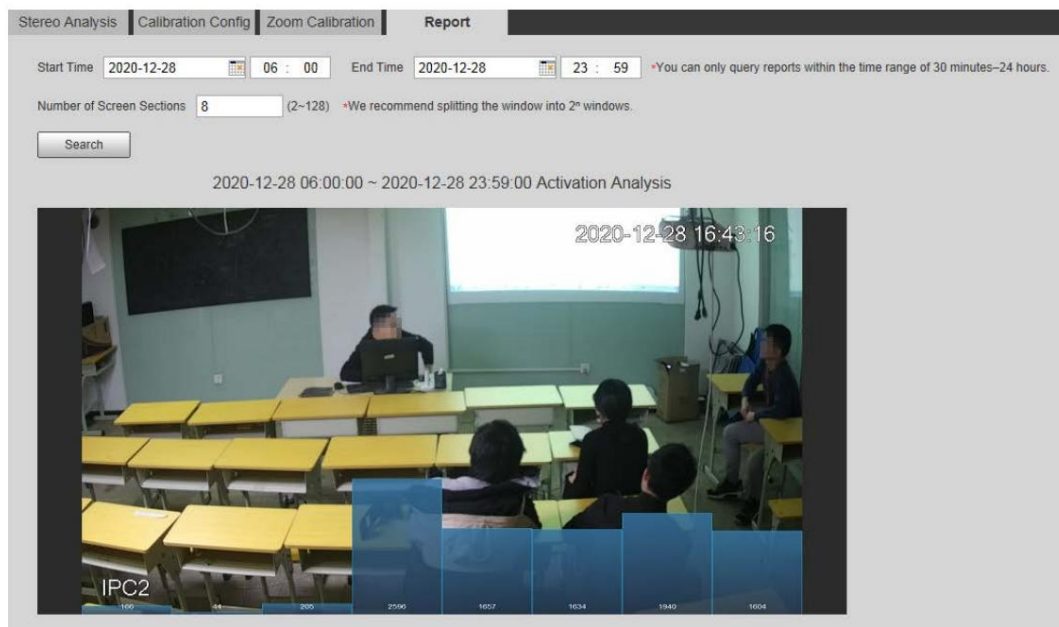 Stereo Analysis Calibration Config Zoom Calibration Report
Start Time 2020-12-28 06 : 00 End Time 2020-12-28 23 : 59 *You can only query reports within the time range of 30 minutes–24 hours.
Number of Screen Sections 8 (2~128) *We recommend splitting the window into 2ⁿ windows.
Search
2020-12-28 06:00:00 ~ 2020-12-28 23:59:00 Activation Analysis
2020-12-28 16:43:16
IPC2
166 44 205 2596 1657 1634 1940 1604